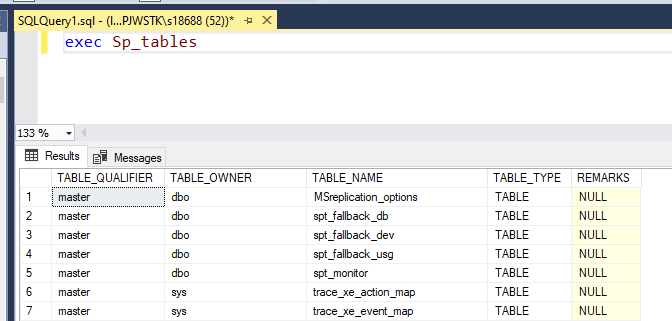 SQLQuery1.sql - (l...PJWSTK\s18688 (52))*
exec Sp_tables
133 %
Results Messages
TABLE_QUALIFIER TABLE_OWNER TABLE_NAME TABLE_TYPE REMARKS
1 master dbo MSreplication_options TABLE NULL
2 master dbo spt_fallback_db TABLE NULL
3 master dbo spt_fallback_dev TABLE NULL
4 master dbo spt_fallback_usg TABLE NULL
5 master dbo spt_monitor TABLE NULL
6 master sys trace_xe_action_map TABLE NULL
7 master sys trace_xe_event_map TABLE NULL